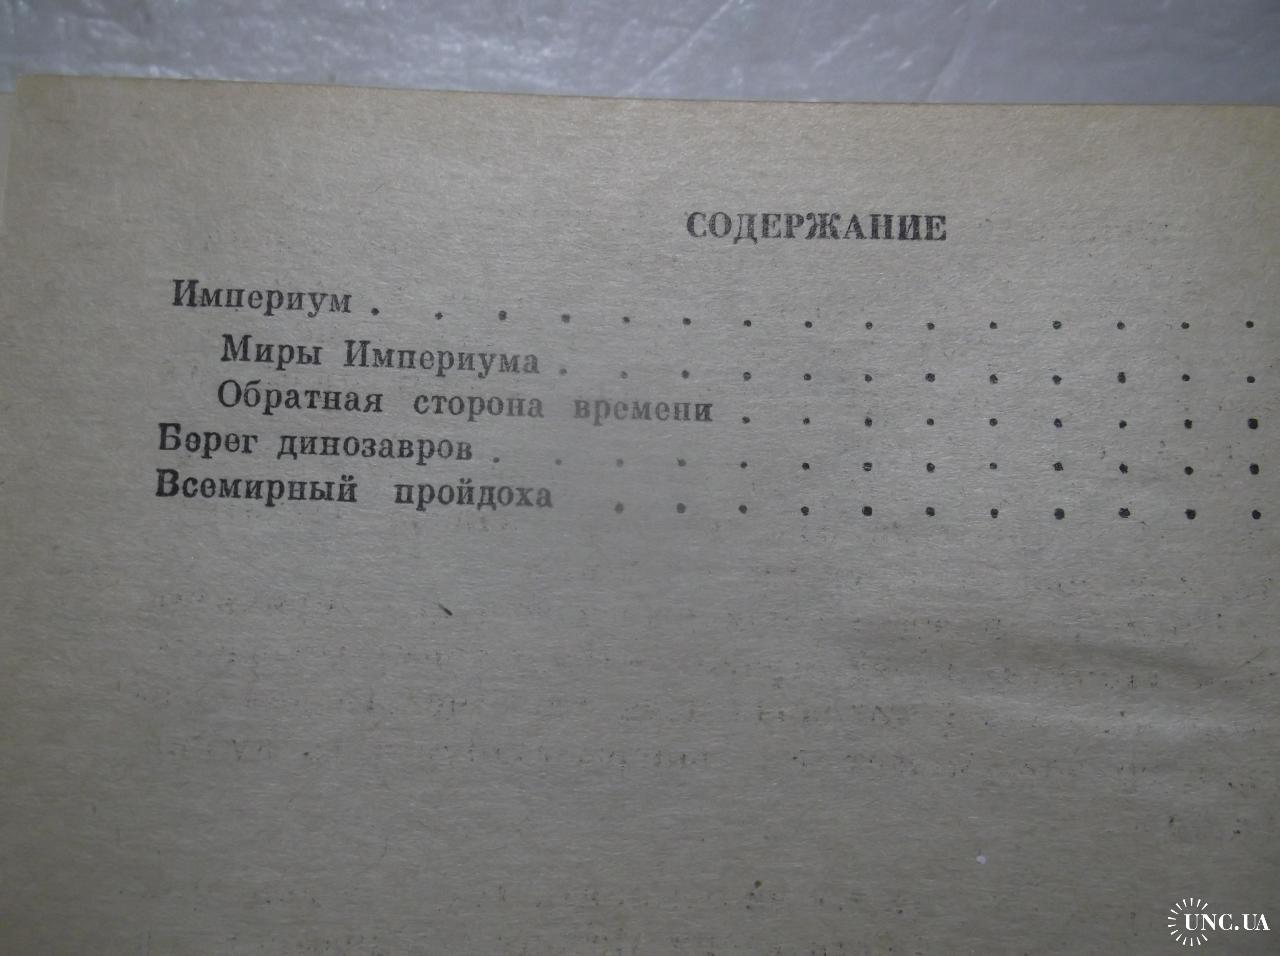 СОДЕРЖАНИЕ
Империум . . . . . . . . . . . . . . .
Миры Империума . . . . . . . . . . . .
Обратная сторона времени . . . . . . . . .
Берег динозавров . . . . . . . . . . . . .
Всемирный пройдоха . . . . . . . . . . .
UNC.UA